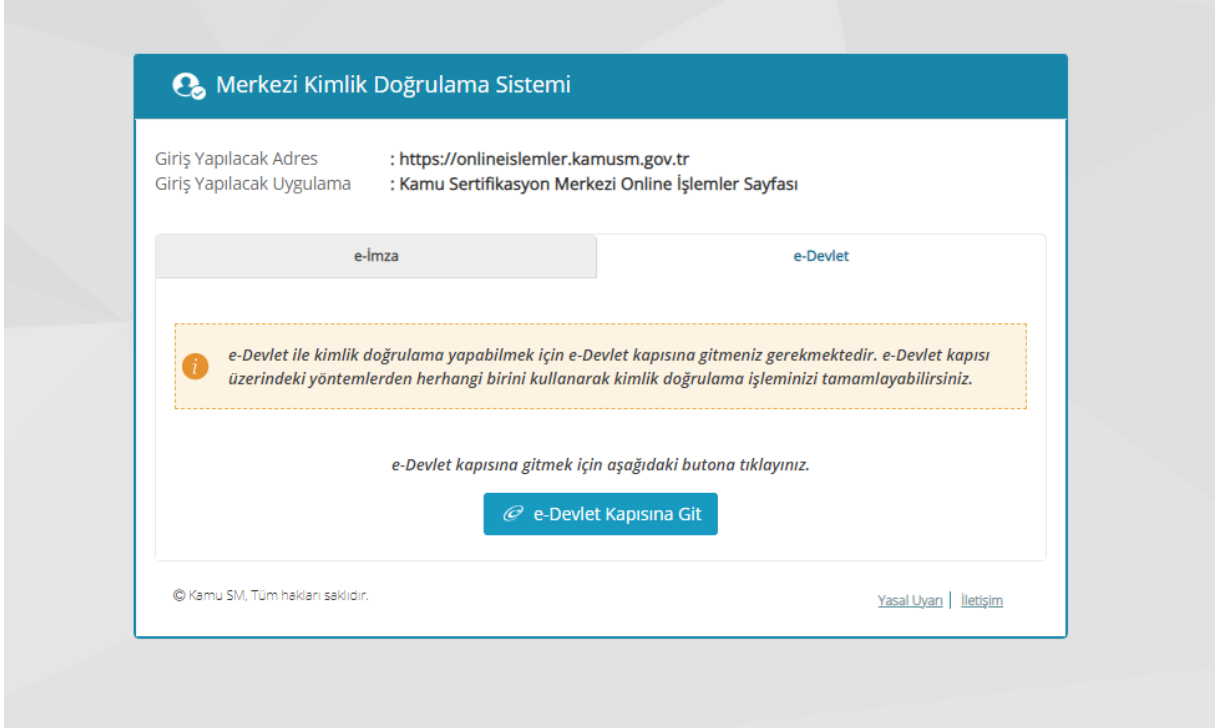 Merkezi Kimlik Doğrulama Sistemi
Giriş Yapılacak Adres : https://onlineislemler.kamusm.gov.tr
Giriş Yapılacak Uygulama : Kamu Sertifikasyon Merkezi Online İşlemler Sayfası
e-İmza e-Devlet
e-Devlet ile kimlik doğrulama yapabilmek için e-Devlet kapısına gitmeniz gerekmektedir. e-Devlet kapısı
üzerindeki yöntemlerden herhangi birini kullanarak kimlik doğrulama işleminizi tamamlayabilirsiniz.
e-Devlet kapısına gitmek için aşağıdaki butona tıklayınız.
e-Devlet Kapısına Git
© Kamu SM, Tüm hakları saklıdır. Yasal Uyarı | İletişim